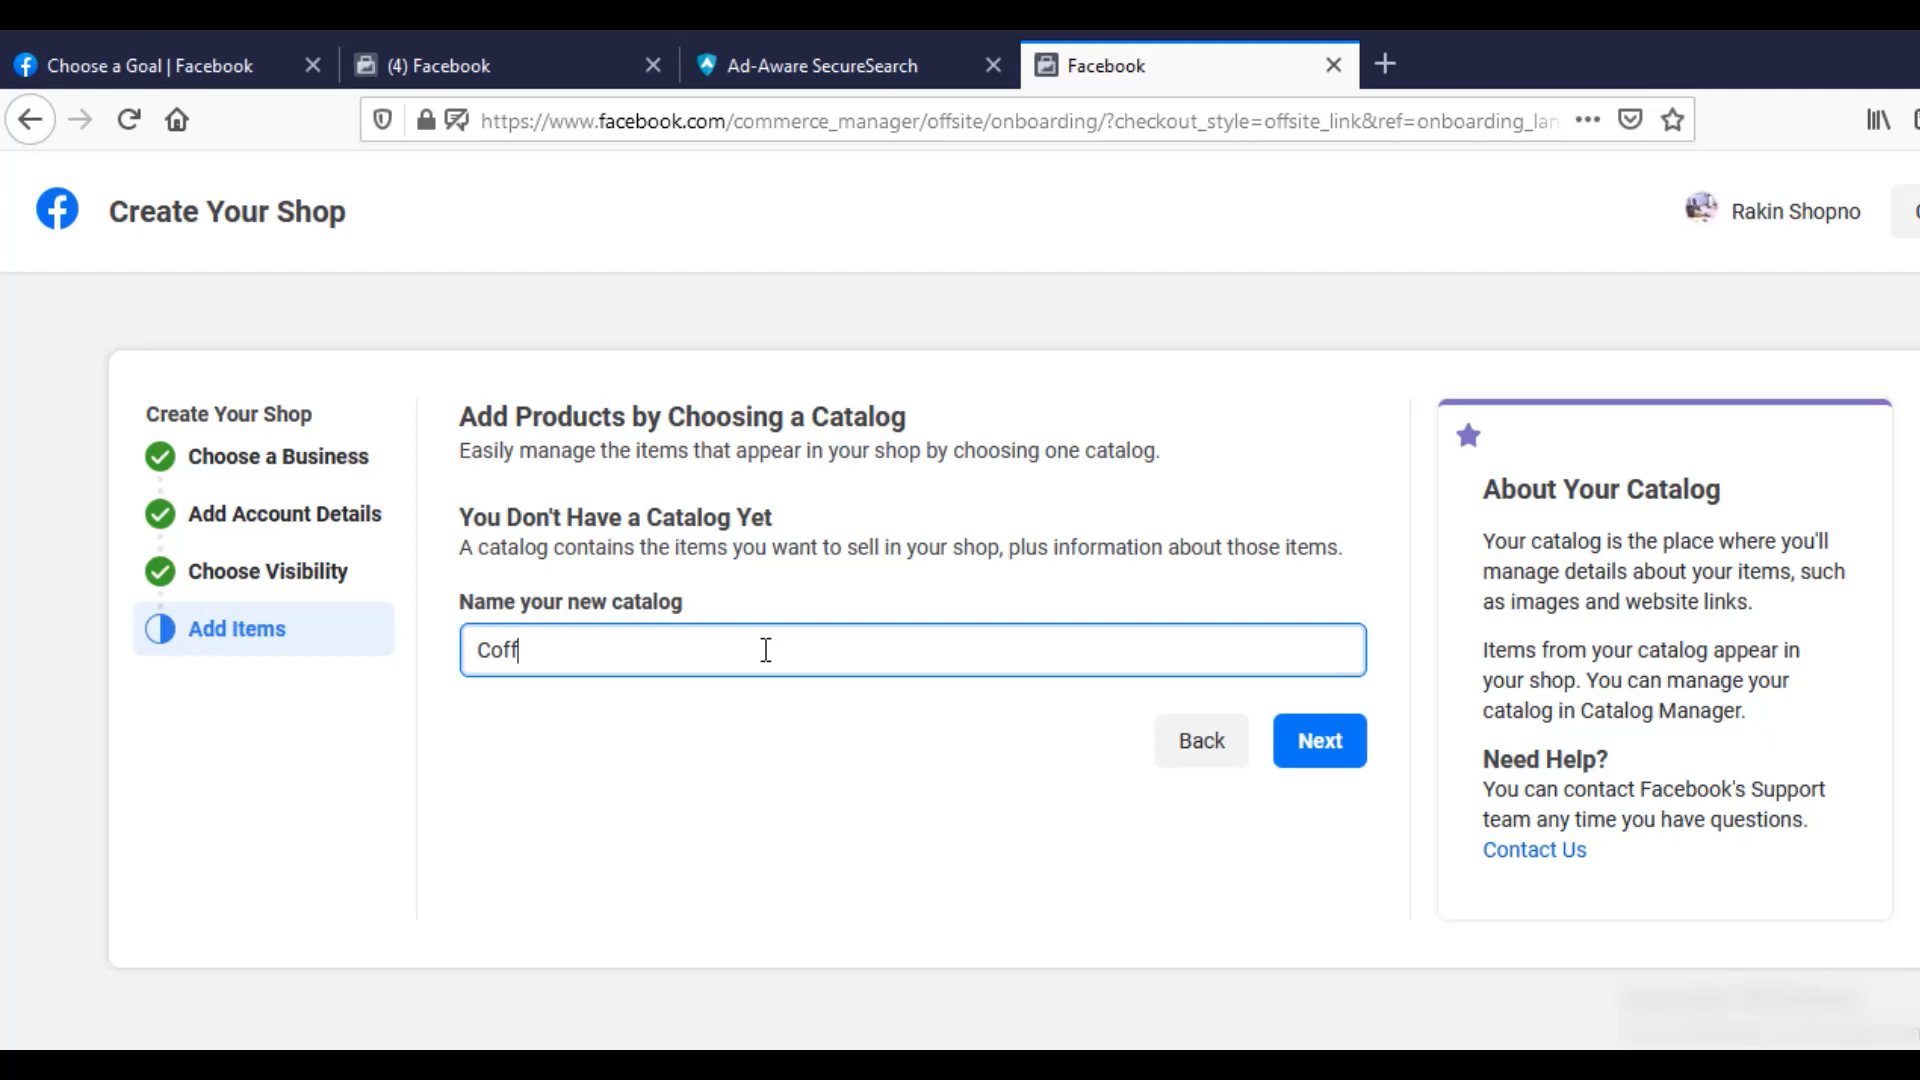 Choose a Goal | Facebook
(4) Facebook
Ad-Aware SecureSearch
Facebook
https://www.facebook.com/commerce_manager/offsite/onboarding/?checkout_style=offsite_link&ref=onboarding_lan
Create Your Shop
Rakin Shopno
Create Your Shop
Choose a Business
Add Account Details
Choose Visibility
Add Items
Add Products by Choosing a Catalog
Easily manage the items that appear in your shop by choosing one catalog.
You Don't Have a Catalog Yet
A catalog contains the items you want to sell in your shop, plus information about those items.
Name your new catalog
Coff
Back
Next
About Your Catalog
Your catalog is the place where you'll
manage details about your items, such
as images and website links.
Items from your catalog appear in
your shop. You can manage your
catalog in Catalog Manager.
Need Help?
You can contact Facebook's Support
team any time you have questions.
Contact Us